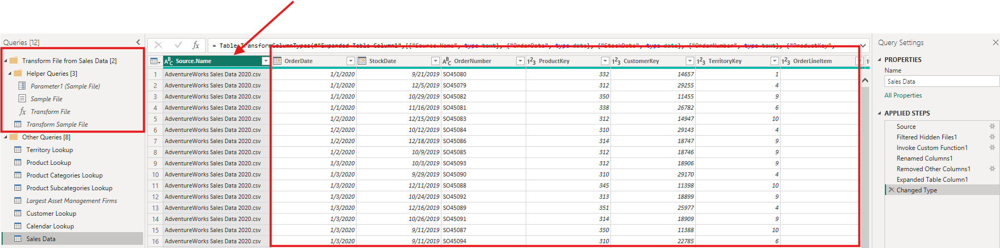 Queries [12]
Transform File from Sales Data [2]
Helper Queries [3]
Parameter1 (Sample File)
Sample File
fx Transform File
Transform Sample File
Other Queries [8]
Territory Lookup
Product Lookup
Product Categories Lookup
Product Subcategories Lookup
Largest Asset Management Firms
Customer Lookup
Calendar Lookup
Sales Data
fx = Table.TransformColumnTypes(#"Expanded Table Column1",{{"Source.Name", type text}, {"OrderDate", type date}, {"StockDate", type date}, {"OrderNumber", type text}, {"ProductKey",
ABC Source.Name OrderDate StockDate ABC OrderNumber 123 ProductKey 123 CustomerKey 123 TerritoryKey 123 OrderLineItem
1 AdventureWorks Sales Data 2020.csv 1/1/2020 9/21/2019 SO45080 332 14657 1
2 AdventureWorks Sales Data 2020.csv 1/1/2020 12/5/2019 SO45079 312 29255 4
3 AdventureWorks Sales Data 2020.csv 1/1/2020 10/29/2019 SO45082 350 11455 9
4 AdventureWorks Sales Data 2020.csv 1/1/2020 11/16/2019 SO45081 338 26782 6
5 AdventureWorks Sales Data 2020.csv 1/2/2020 12/15/2019 SO45083 312 14947 10
6 AdventureWorks Sales Data 2020.csv 1/2/2020 10/12/2019 SO45084 310 29143 4
7 AdventureWorks Sales Data 2020.csv 1/2/2020 12/18/2019 SO45086 314 18747 9
8 AdventureWorks Sales Data 2020.csv 1/2/2020 10/9/2019 SO45085 312 18746 9
9 AdventureWorks Sales Data 2020.csv 1/3/2020 10/3/2019 SO45093 312 18906 9
10 AdventureWorks Sales Data 2020.csv 1/3/2020 9/29/2019 SO45090 310 29170 4
11 AdventureWorks Sales Data 2020.csv 1/3/2020 12/11/2019 SO45088 345 11398 10
12 AdventureWorks Sales Data 2020.csv 1/3/2020 10/24/2019 SO45092 313 18899 9
13 AdventureWorks Sales Data 2020.csv 1/3/2020 12/16/2019 SO45089 351 25977 4
14 AdventureWorks Sales Data 2020.csv 1/3/2020 10/26/2019 SO45091 314 18909 9
15 AdventureWorks Sales Data 2020.csv 1/3/2020 9/11/2019 SO45087 350 11388 10
16 AdventureWorks Sales Data 2020.csv 1/3/2020 9/11/2019 SO45094 310 22785 6
Query Settings
PROPERTIES
Name
Sales Data
All Properties
APPLIED STEPS
Source
Filtered Hidden Files1
Invoke Custom Function1
Renamed Columns1
Removed Other Columns1
Expanded Table Column1
Changed Type